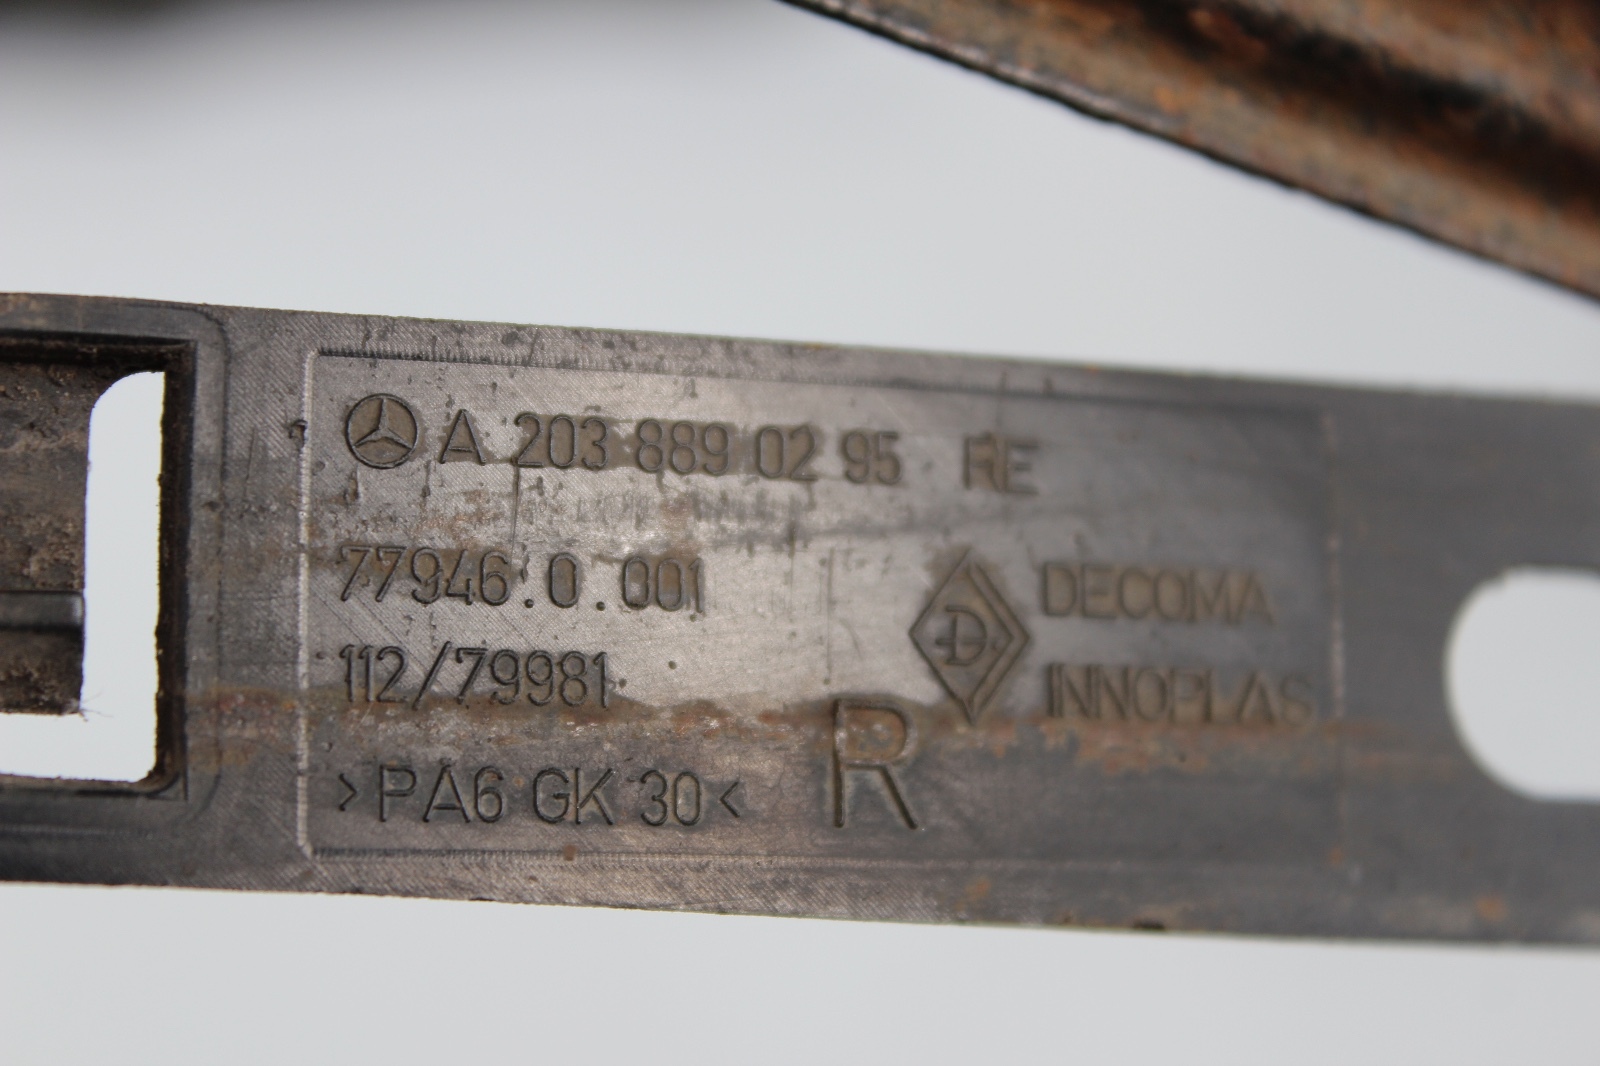 A 203 889 02 95 RE
77946.0.001
112/79981
>PA6 GK 30<
R
D
DECOMA
INNOPLAS